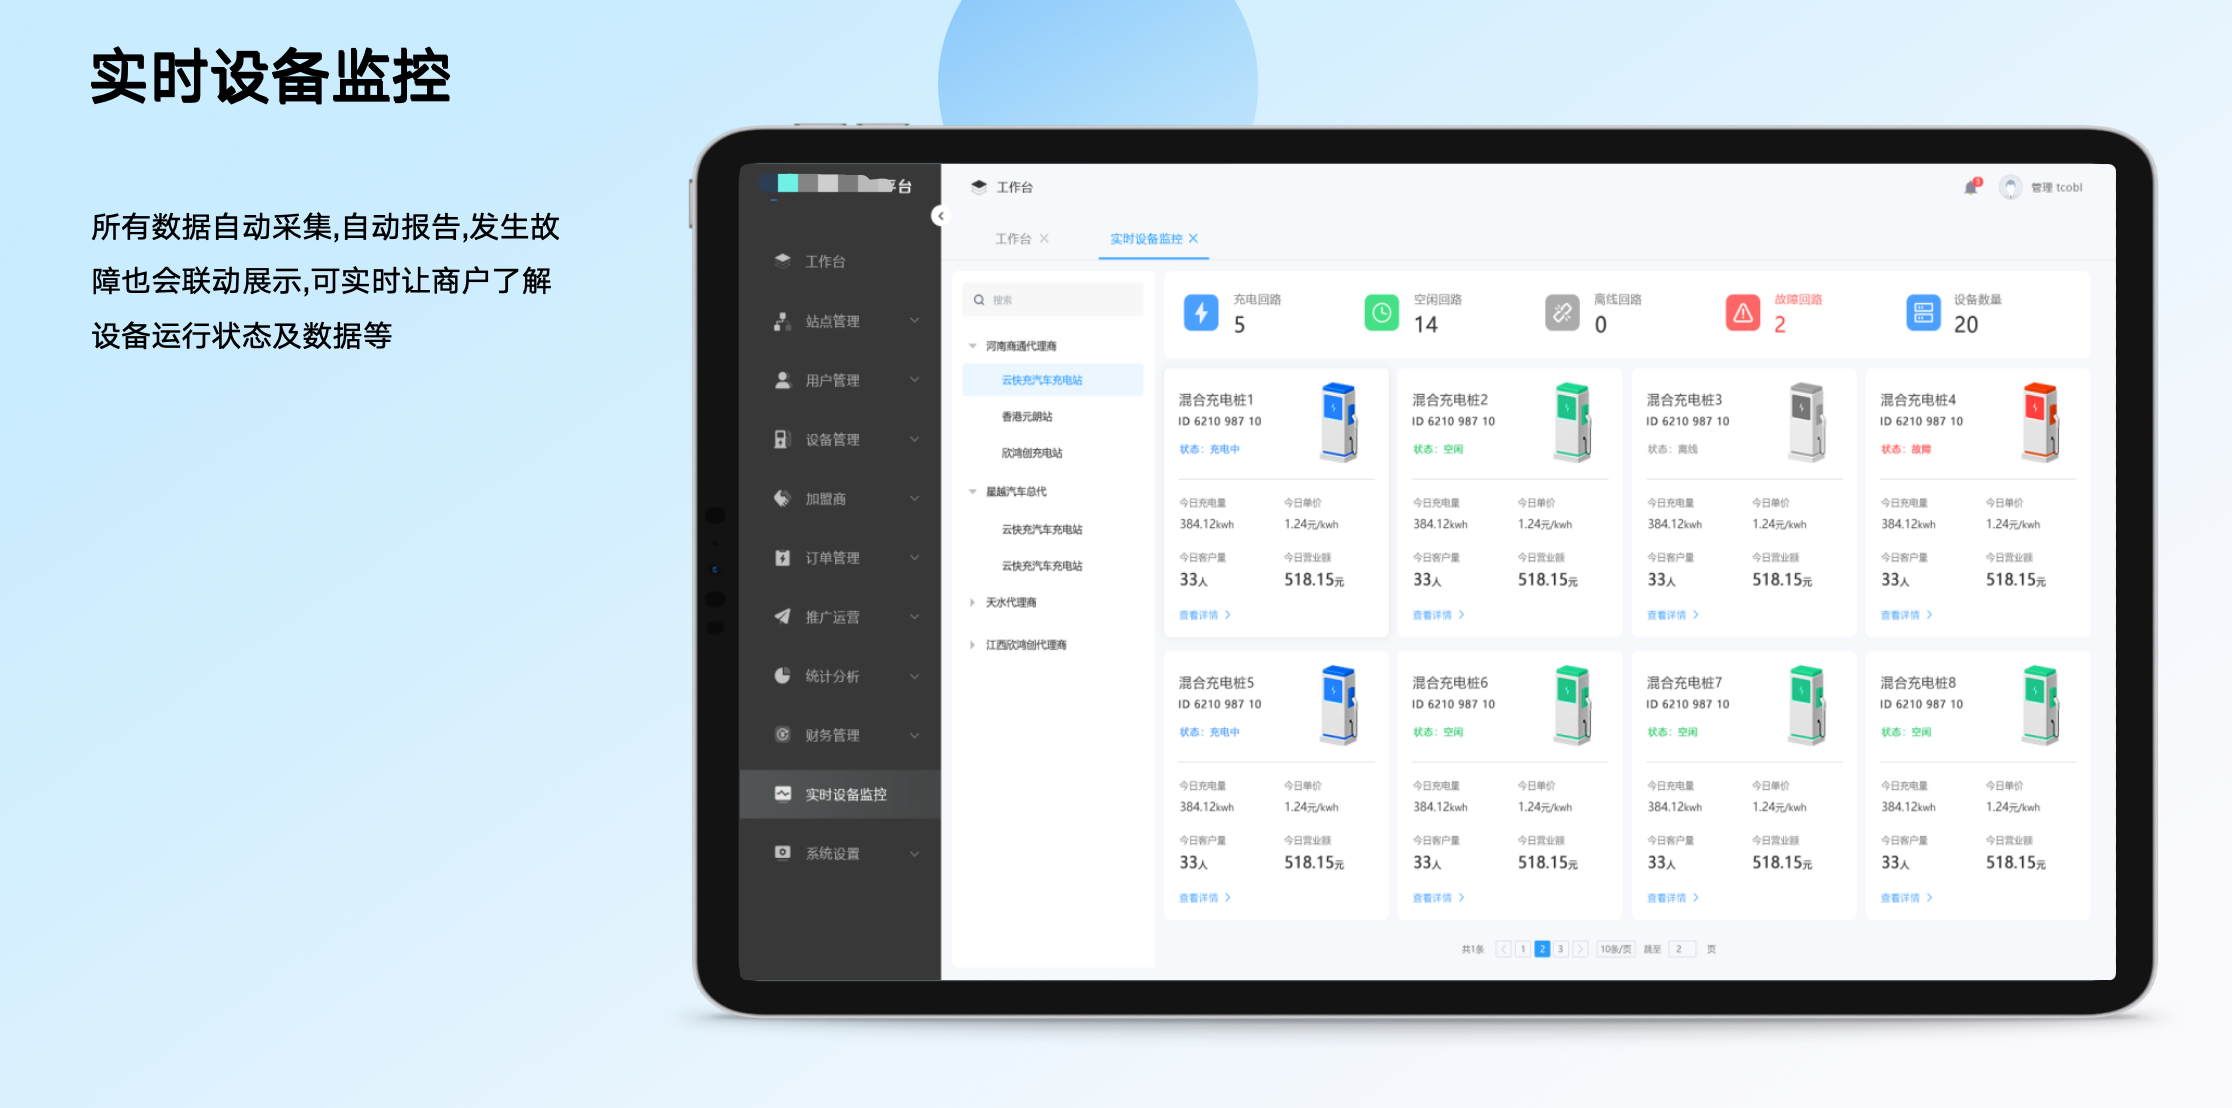 实时设备监控
所有数据自动采集,自动报告,发生故
障也会联动展示,可实时让商户了解
设备运行状态及数据等
平台
工作台
站点管理
用户管理
设备管理
加盟商
订单管理
推广运营
统计分析
财务管理
实时设备监控
系统设置
工作台
3
管理 tcobl
工作台
实时设备监控
搜索
河南商通代理商
云快充汽车充电站
香港元朗站
欣鸿创充电站
星越汽车总代
云快充汽车充电站
云快充汽车充电站
天水代理商
江西欣鸿创代理商
充电回路
5
空闲回路
14
离线回路
0
故障回路
2
设备数量
20
混合充电桩1
ID 6210 987 10
状态：充电中
今日充电量 今日单价
384.12kwh 1.24元/kwh
今日客户量 今日营业额
33人 518.15元
查看详情
混合充电桩2
ID 6210 987 10
状态：空闲
今日充电量 今日单价
384.12kwh 1.24元/kwh
今日客户量 今日营业额
33人 518.15元
查看详情
混合充电桩3
ID 6210 987 10
状态：离线
今日充电量 今日单价
384.12kwh 1.24元/kwh
今日客户量 今日营业额
33人 518.15元
查看详情
混合充电桩4
ID 6210 987 10
状态：故障
今日充电量 今日单价
384.12kwh 1.24元/kwh
今日客户量 今日营业额
33人 518.15元
查看详情
混合充电桩5
ID 6210 987 10
状态：充电中
今日充电量 今日单价
384.12kwh 1.24元/kwh
今日客户量 今日营业额
33人 518.15元
查看详情
混合充电桩6
ID 6210 987 10
状态：空闲
今日充电量 今日单价
384.12kwh 1.24元/kwh
今日客户量 今日营业额
33人 518.15元
查看详情
混合充电桩7
ID 6210 987 10
状态：空闲
今日充电量 今日单价
384.12kwh 1.24元/kwh
今日客户量 今日营业额
33人 518.15元
查看详情
混合充电桩8
ID 6210 987 10
状态：空闲
今日充电量 今日单价
384.12kwh 1.24元/kwh
今日客户量 今日营业额
33人 518.15元
查看详情
共1条 1 2 3 10条/页 跳至 2 页